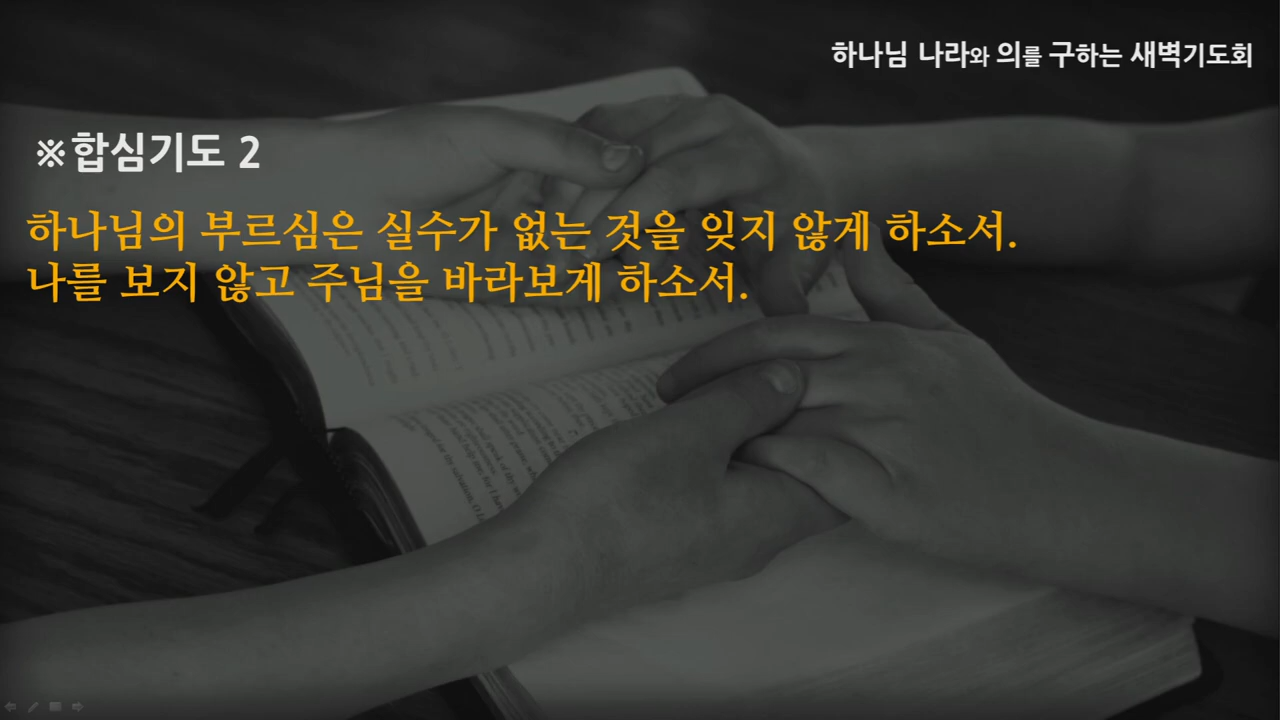 하나님 나라와 의를 구하는 새벽기도회
※합심기도 2
하나님의 부르심은 실수가 없는 것을 잊지 않게 하소서.
나를 보지 않고 주님을 바라보게 하소서.